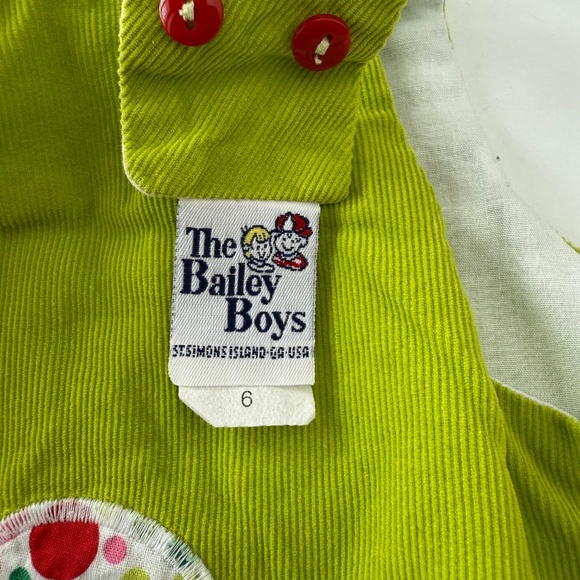 The
Bailey
Boys
ST. SIMONS ISLAND · GA · USA
6